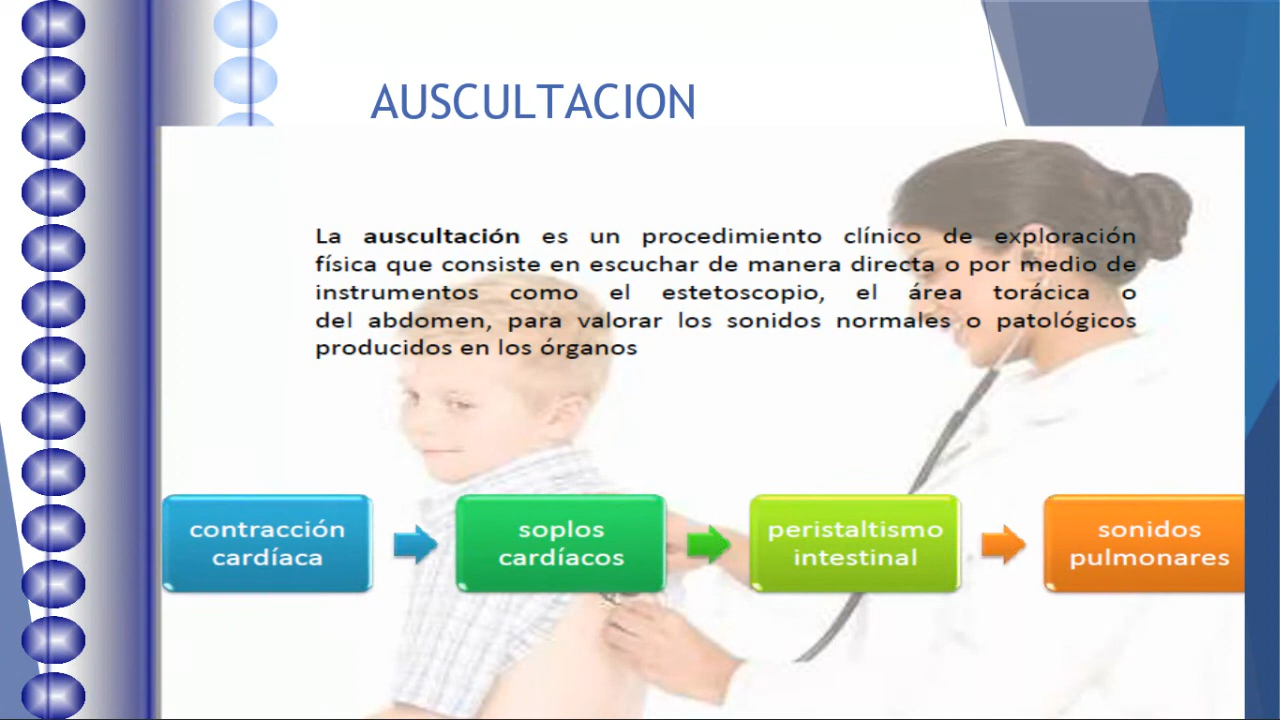 AUSCULTACION
La auscultación es un procedimiento clínico de exploración
física que consiste en escuchar de manera directa o por medio de
instrumentos como el estetoscopio, el área torácica o
del abdomen, para valorar los sonidos normales o patológicos
producidos en los órganos
contracción
cardíaca
soplos
cardíacos
peristaltismo
intestinal
sonidos
pulmonares